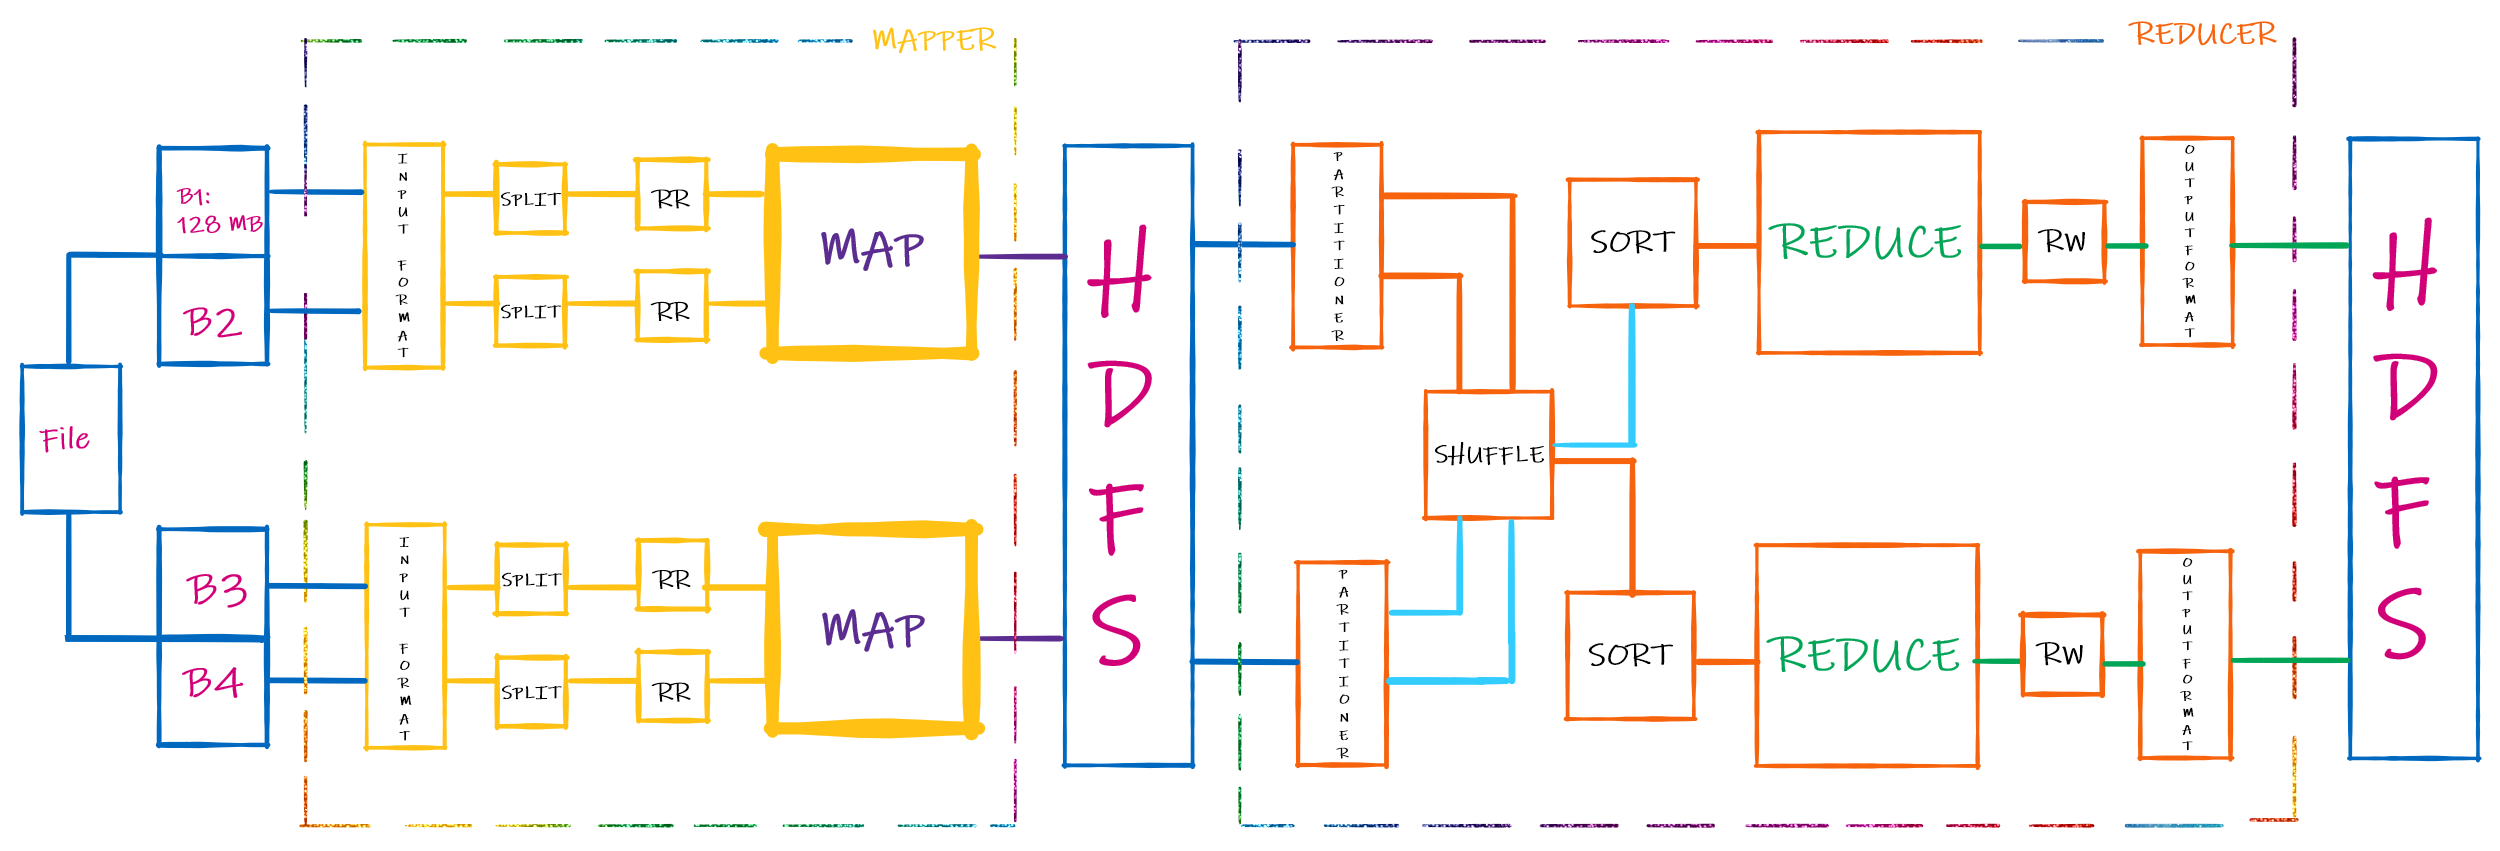 MAPPER
REDUCER
File
B1:
128 MB
B2
B3
B4
INPUT FORMAT
SPLIT
RR
SPLIT
RR
MAP
INPUT FORMAT
SPLIT
RR
SPLIT
RR
MAP
HDFS
PARTITIONER
PARTITIONER
SHUFFLE
SORT
REDUCE
RW
OUTPUTFORMAT
SORT
REDUCE
RW
OUTPUTFORMAT
HDFS